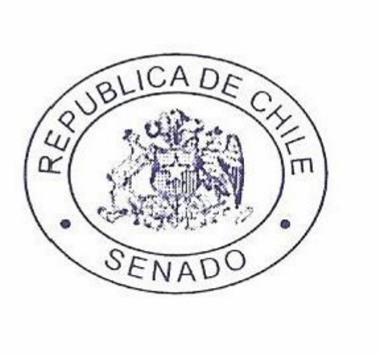 REPUBLICA DE CHILE
SENADO